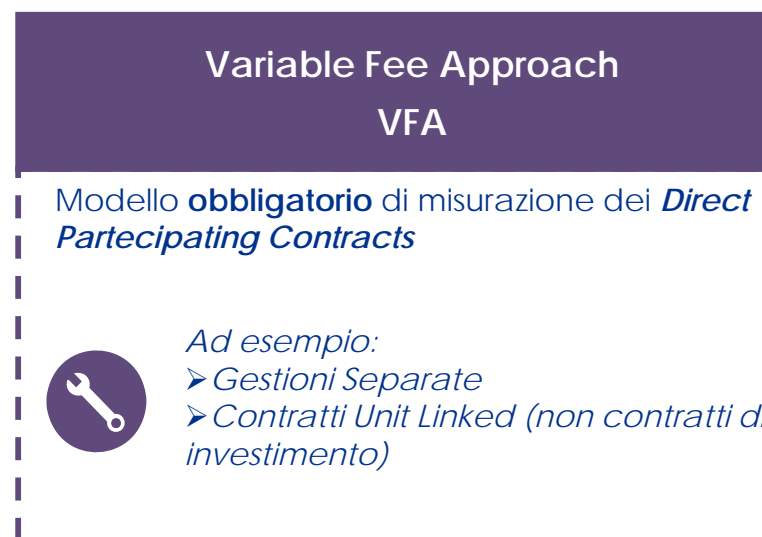 Variable Fee Approach
VFA
Modello obbligatorio di misurazione dei Direct
Partecipating Contracts
Ad esempio:
➢Gestioni Separate
➢Contratti Unit Linked (non contratti di
investimento)